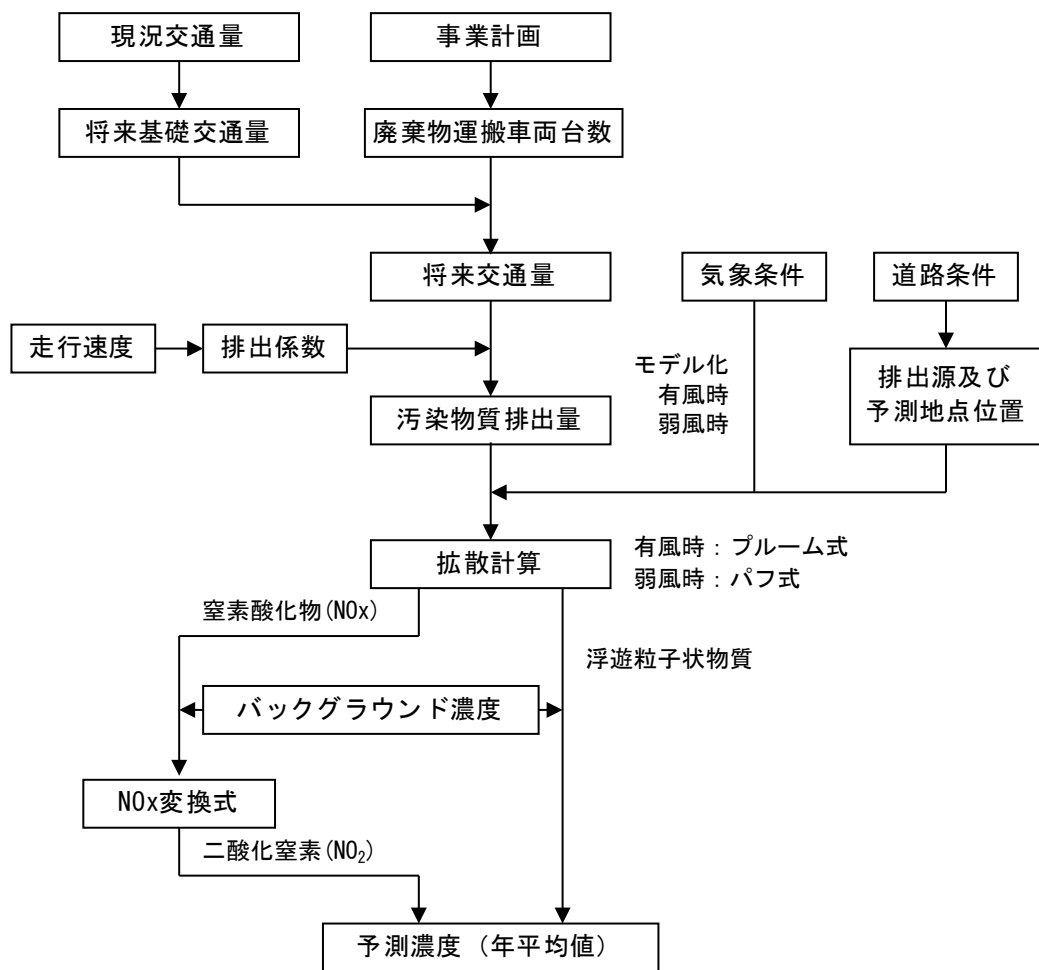 現況交通量
事業計画
将来基礎交通量
廃棄物運搬車両台数
将来交通量
気象条件
道路条件
走行速度
排出係数
モデル化
有風時
弱風時
排出源及び
予測地点位置
汚染物質排出量
拡散計算
有風時：プルーム式
弱風時：パフ式
窒素酸化物(NOx)
浮遊粒子状物質
バックグラウンド濃度
NOx変換式
二酸化窒素(NO₂)
予測濃度（年平均値）